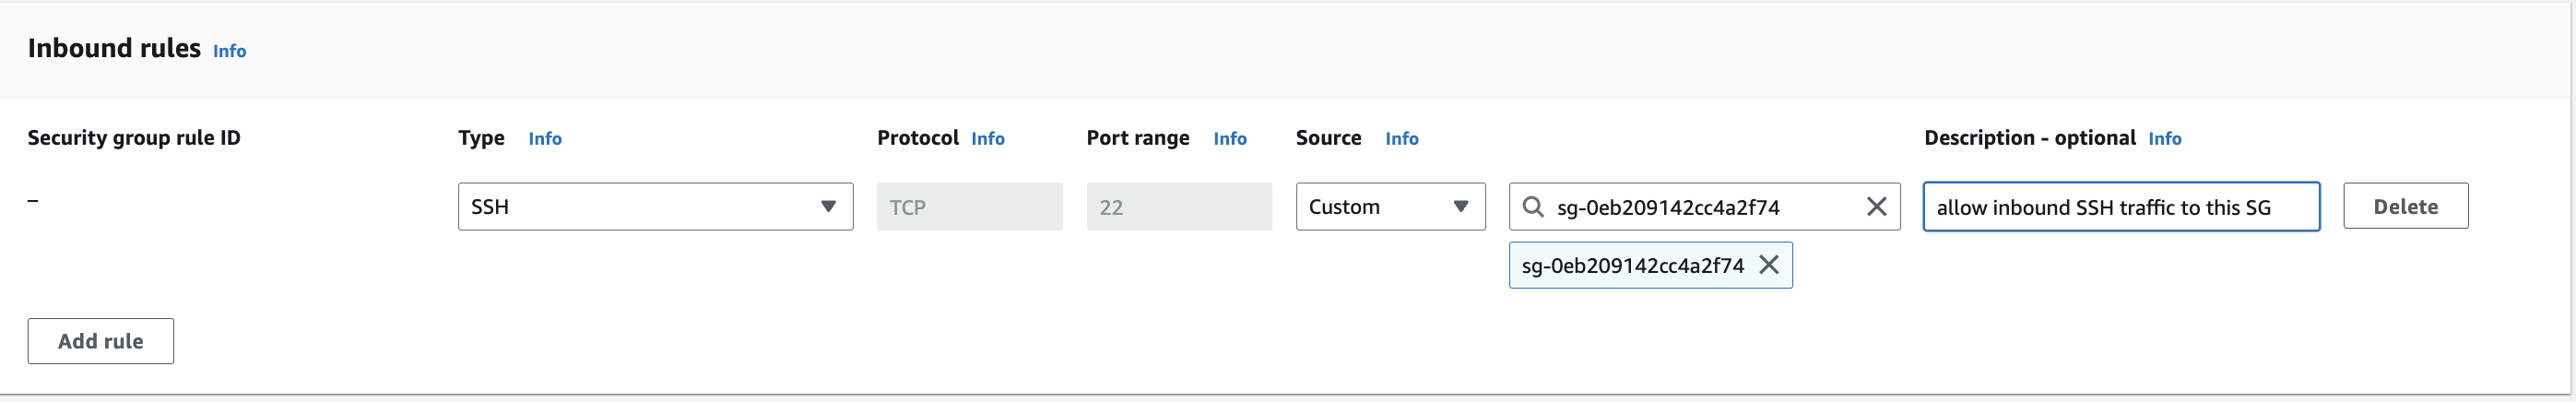 Inbound rules Info
Security group rule ID Type Info Protocol Info Port range Info Source Info Description - optional Info
– SSH TCP 22 Custom sg-0eb209142cc4a2f74 allow inbound SSH traffic to this SG Delete
sg-0eb209142cc4a2f74
Add rule